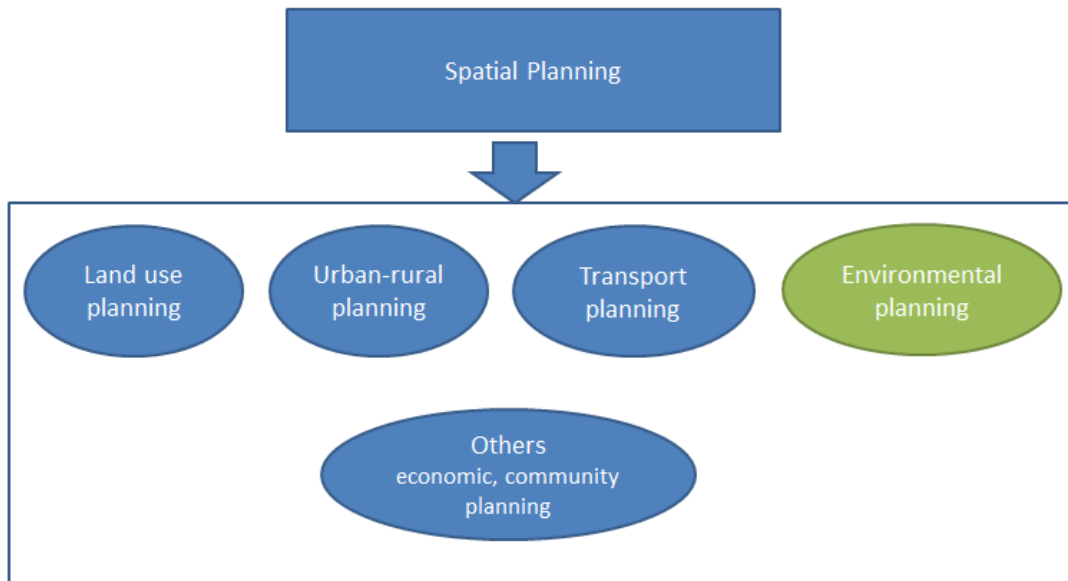 Spatial Planning
Land use
planning
Urban-rural
planning
Transport
planning
Environmental
planning
Others
economic, community
planning